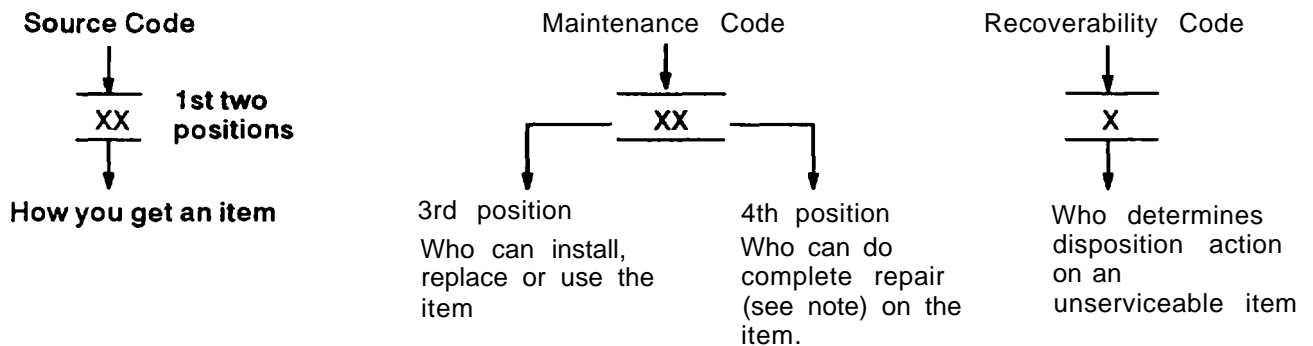 Source Code
XX
1st two
positions
How you get an item
Maintenance Code
XX
3rd position
Who can install,
replace or use the
item
4th position
Who can do
complete repair
(see note) on the
item.
Recoverability Code
X
Who determines
disposition action
on an
unserviceable item